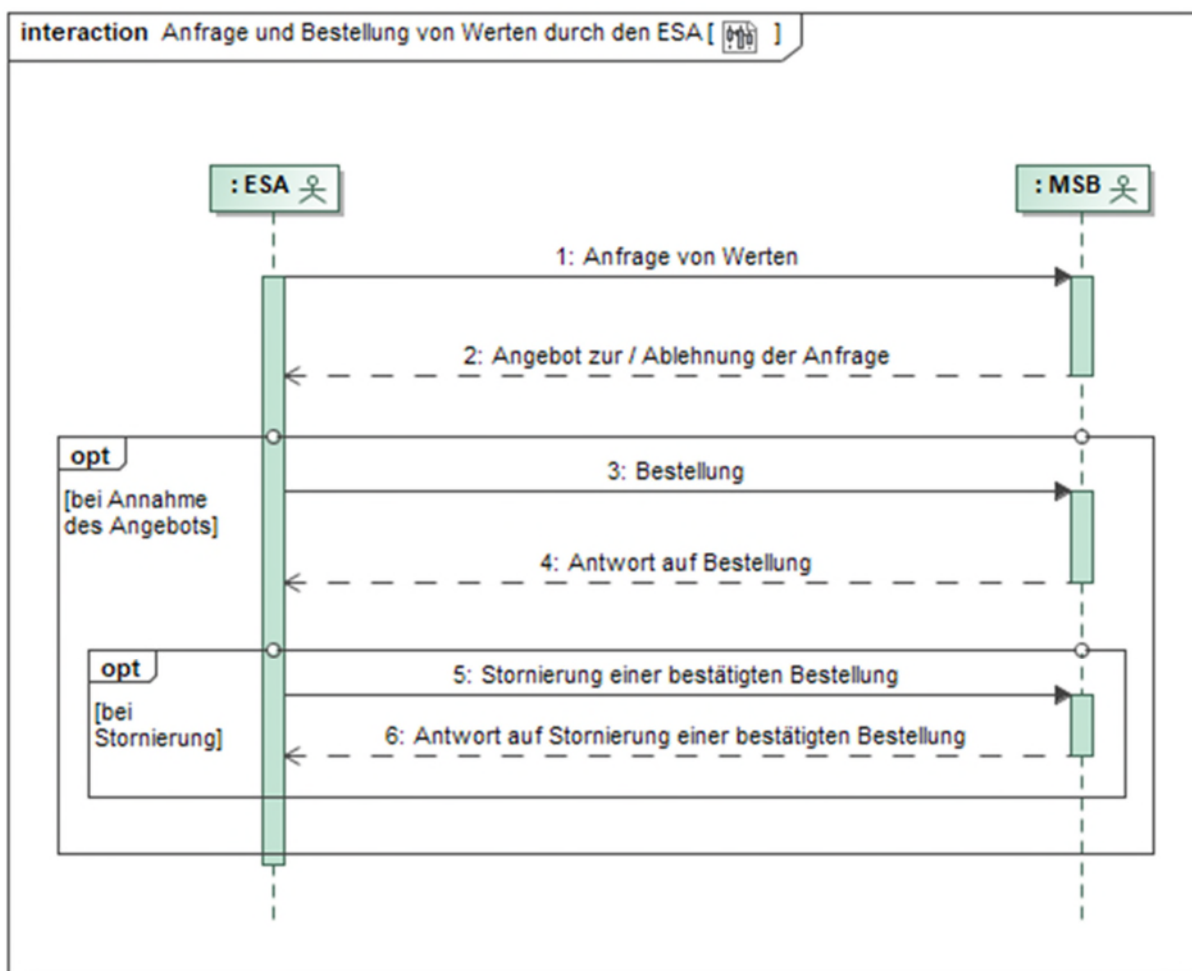 interaction Anfrage und Bestellung von Werten durch den ESA [ ]
: ESA
: MSB
1: Anfrage von Werten
2: Angebot zur / Ablehnung der Anfrage
opt
[bei Annahme
des Angebots]
3: Bestellung
4: Antwort auf Bestellung
opt
[bei
Stornierung]
5: Stornierung einer bestätigten Bestellung
6: Antwort auf Stornierung einer bestätigten Bestellung